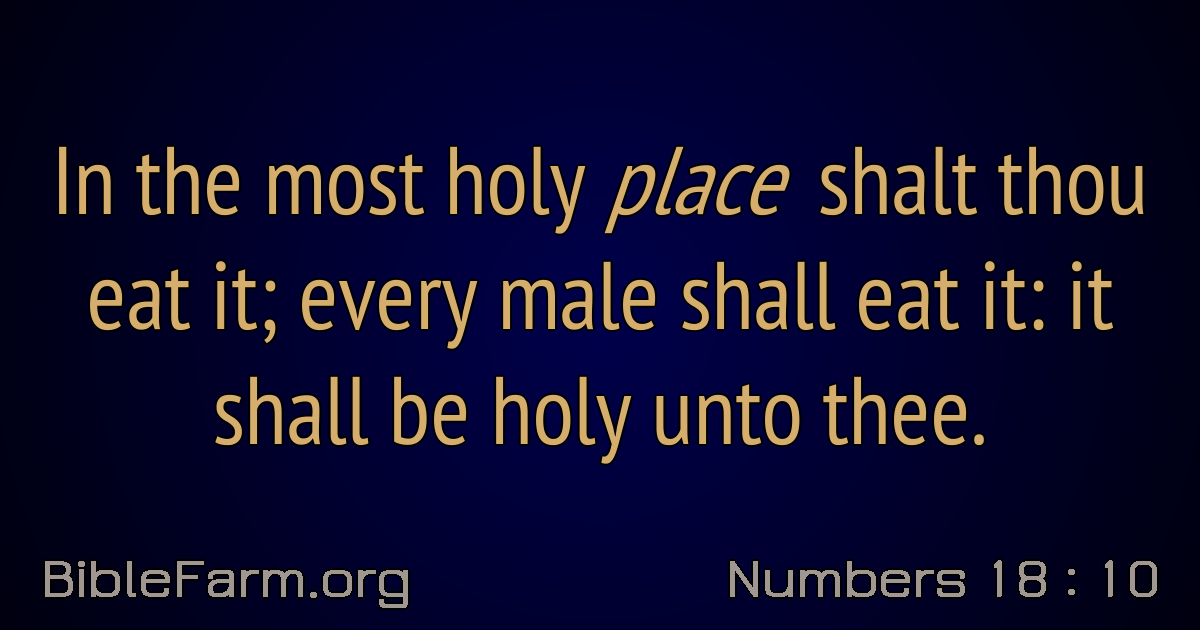 In the most holy place shalt thou
eat it; every male shall eat it: it
shall be holy unto thee.
BibleFarm.org
Numbers 18 : 10